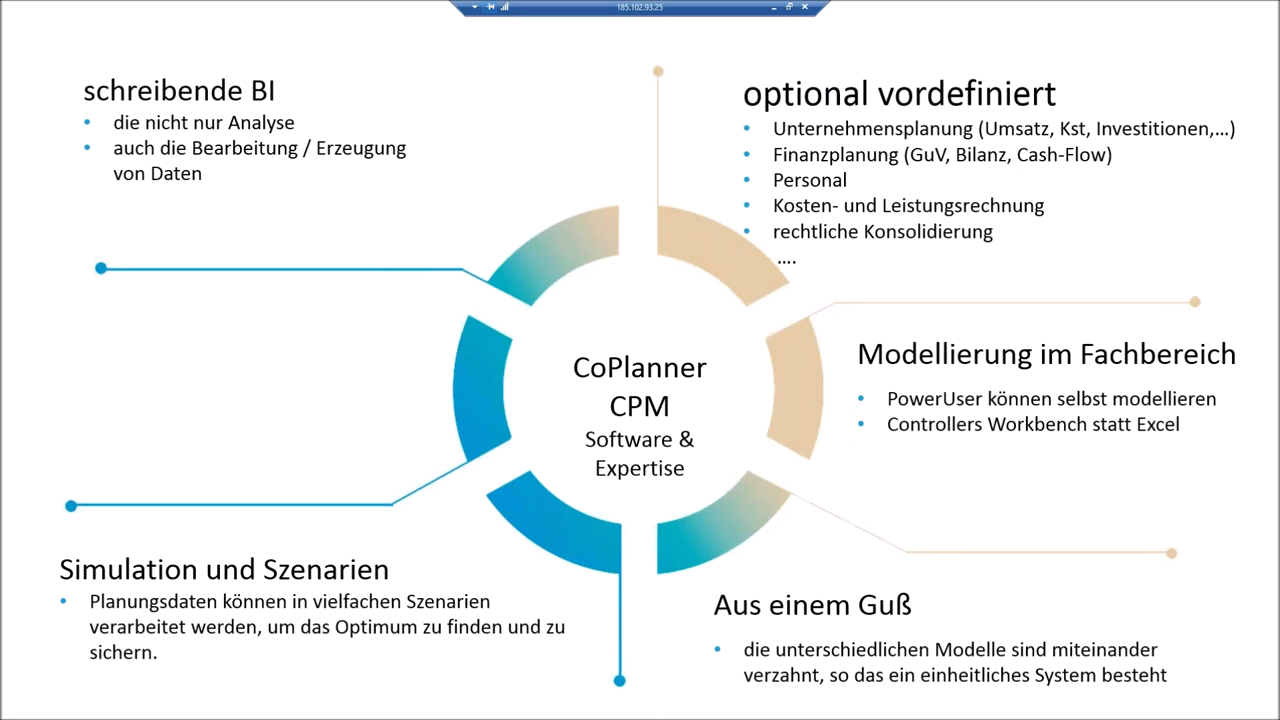 185.102.93.25
schreibende BI
die nicht nur Analyse
auch die Bearbeitung / Erzeugung
von Daten
optional vordefiniert
Unternehmensplanung (Umsatz, Kst, Investitionen,...)
Finanzplanung (GuV, Bilanz, Cash-Flow)
Personal
Kosten- und Leistungsrechnung
rechtliche Konsolidierung
....
CoPlanner
CPM
Software &
Expertise
Modellierung im Fachbereich
PowerUser können selbst modellieren
Controllers Workbench statt Excel
Simulation und Szenarien
Planungsdaten können in vielfachen Szenarien
verarbeitet werden, um das Optimum zu finden und zu
sichern.
Aus einem Guß
die unterschiedlichen Modelle sind miteinander
verzahnt, so das ein einheitliches System besteht